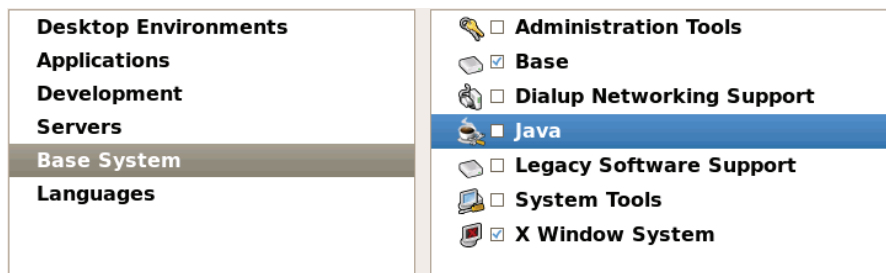 Desktop Environments
Applications
Development
Servers
Base System
Languages
Administration Tools
Base
Dialup Networking Support
Java
Legacy Software Support
System Tools
X Window System